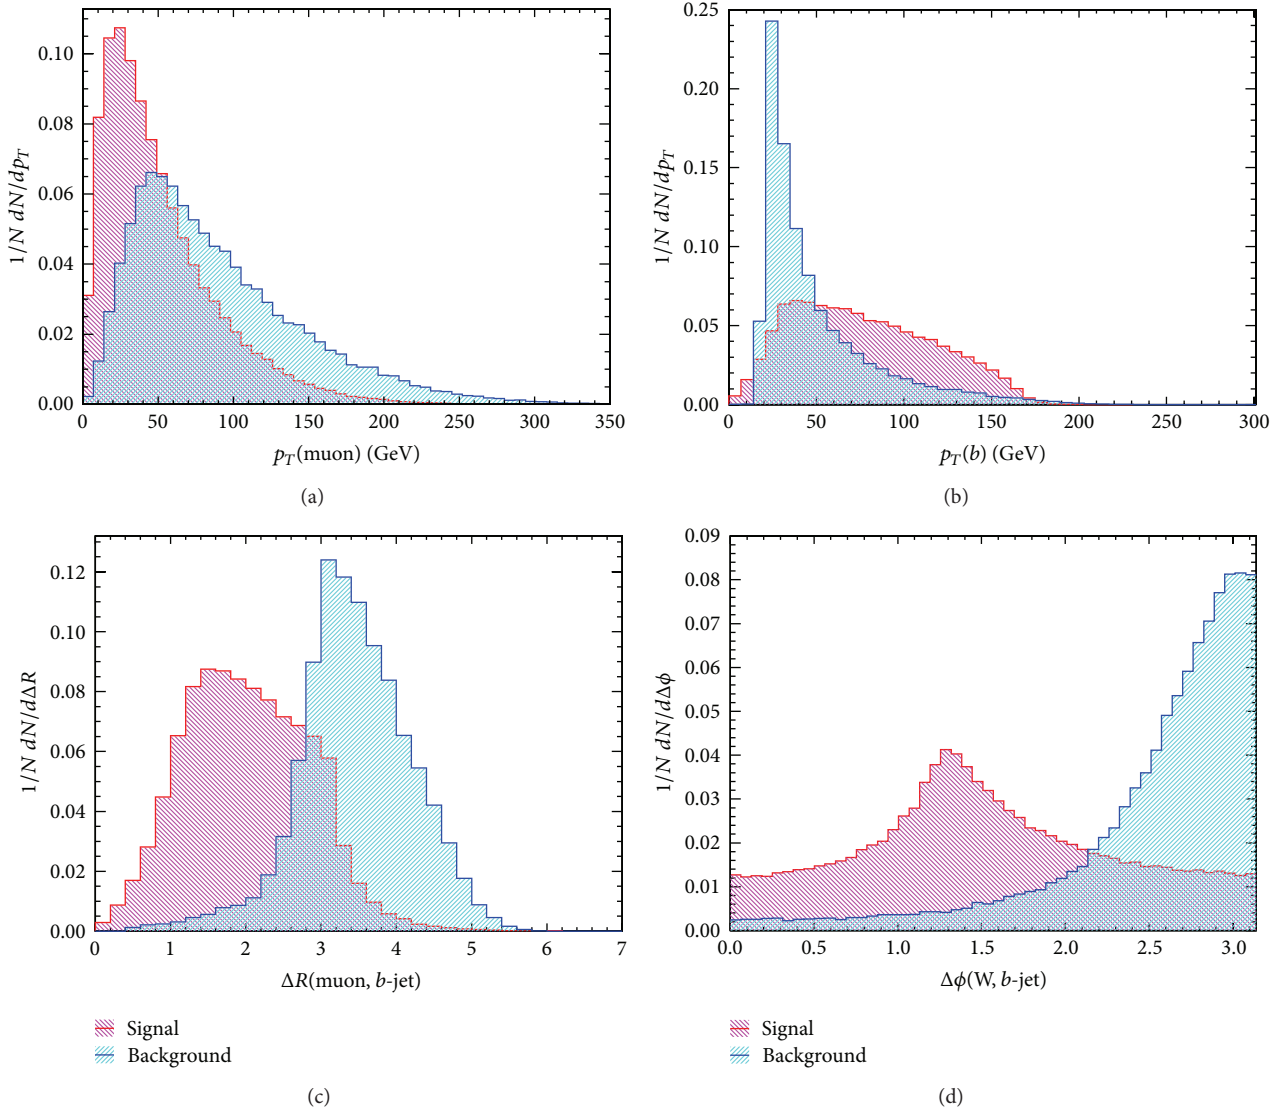 0.10
0.08
0.06
0.04
0.02
0.00
1/N dN/dp_T
0 50 100 150 200 250 300 350
p_T(muon) (GeV)
(a)
0.25
0.20
0.15
0.10
0.05
0.00
1/N dN/dp_T
0 50 100 150 200 250 300
p_T(b) (GeV)
(b)
0.12
0.10
0.08
0.06
0.04
0.02
0.00
1/N dN/dΔR
0 1 2 3 4 5 6 7
ΔR(muon, b-jet)
Signal
Background
(c)
0.09
0.08
0.07
0.06
0.05
0.04
0.03
0.02
0.01
0.00
1/N dN/dΔϕ
0.0 0.5 1.0 1.5 2.0 2.5 3.0
Δϕ(W, b-jet)
Signal
Background
(d)